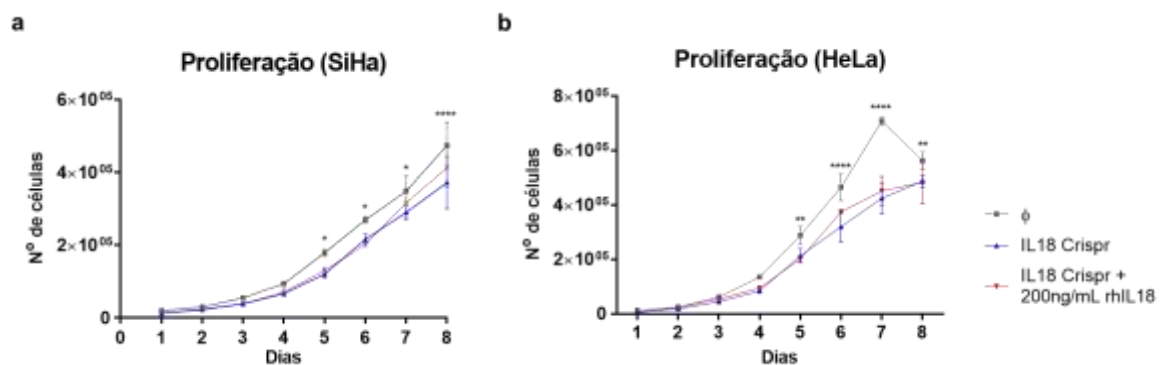 a
Proliferação (SiHa)
6×10⁰⁵
4×10⁰⁵
2×10⁰⁵
0
Nº de células
****
*
*
*
0 1 2 3 4 5 6 7 8
Dias
b
Proliferação (HeLa)
8×10⁰⁵
6×10⁰⁵
4×10⁰⁵
2×10⁰⁵
0
Nº de células
****
**
****
**
1 2 3 4 5 6 7 8
Dias
ϕ
IL18 Crispr
IL18 Crispr +
200ng/mL rhIL18